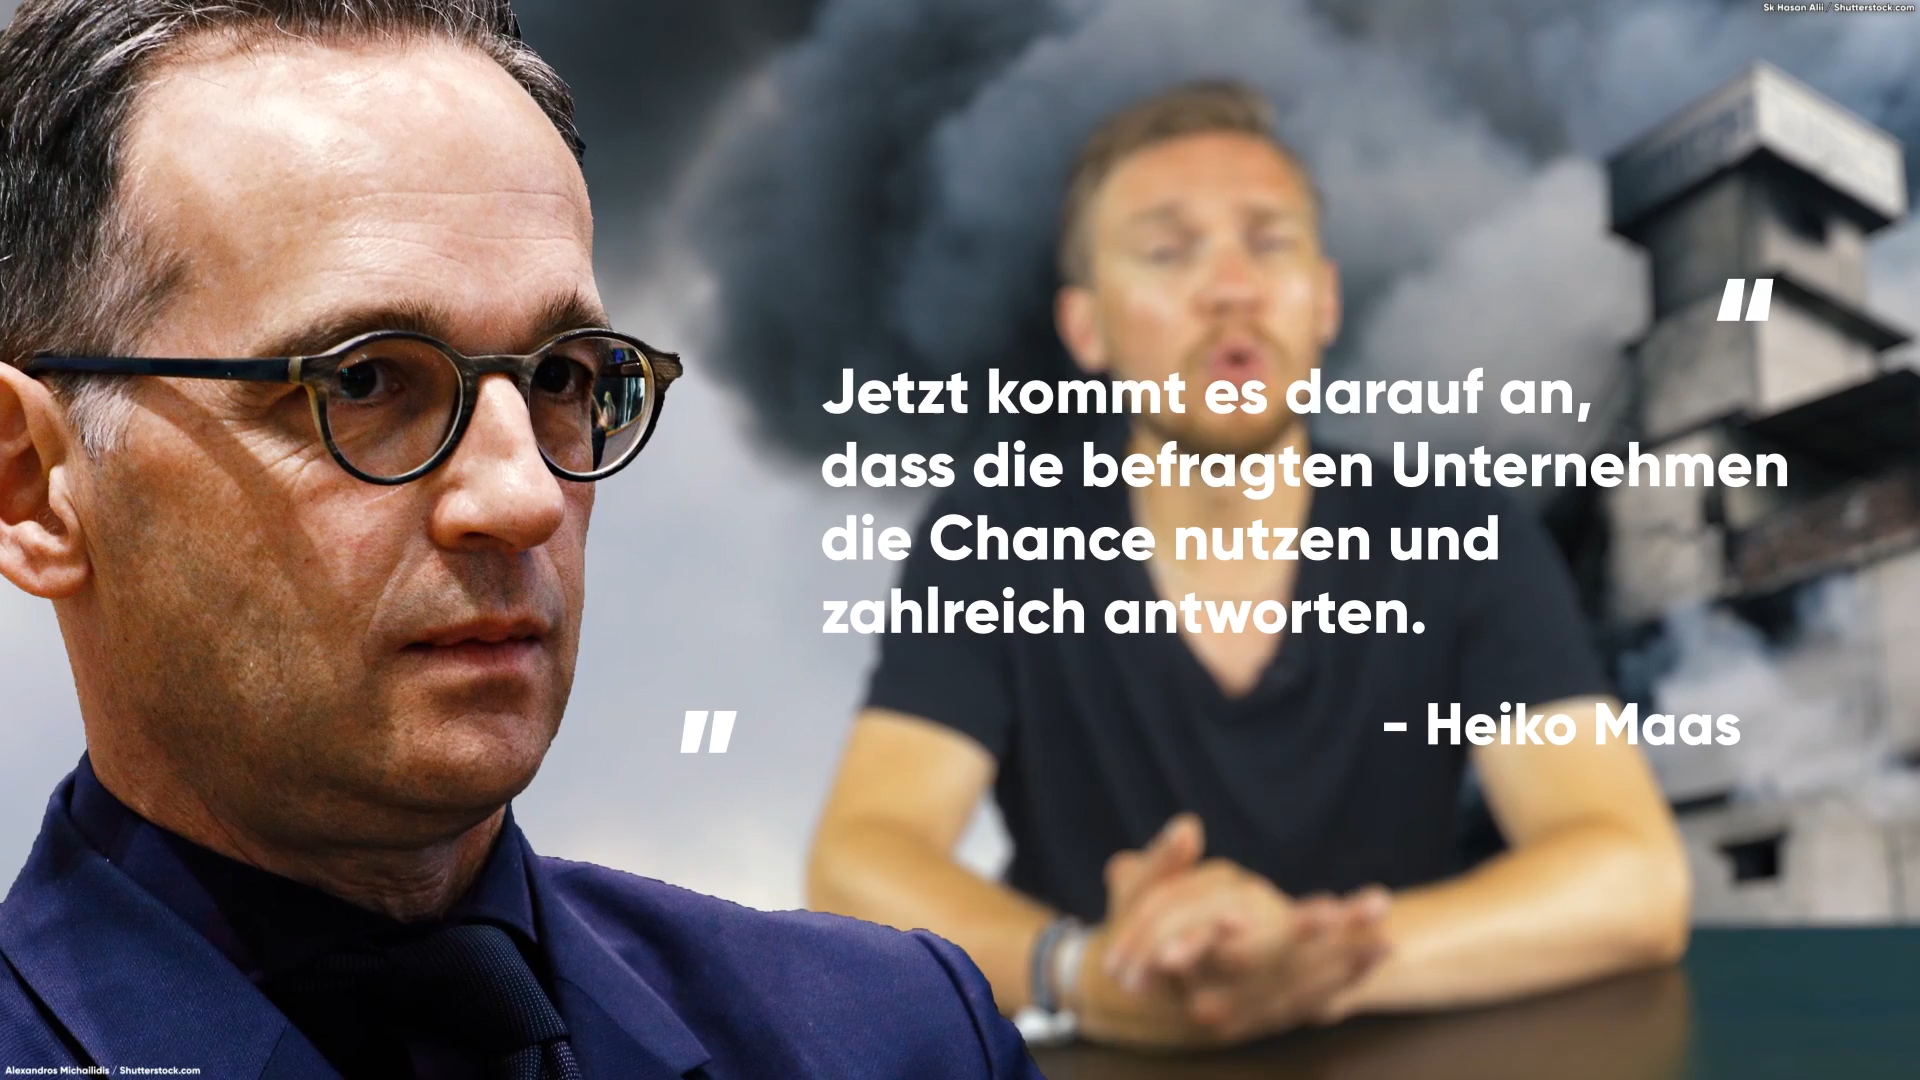 Sk Hasan Alii / Shutterstock.com
"
Jetzt kommt es darauf an,
dass die befragten Unternehmen
die Chance nutzen und
zahlreich antworten.
"
- Heiko Maas
Alexandros Michailidis / Shutterstock.com